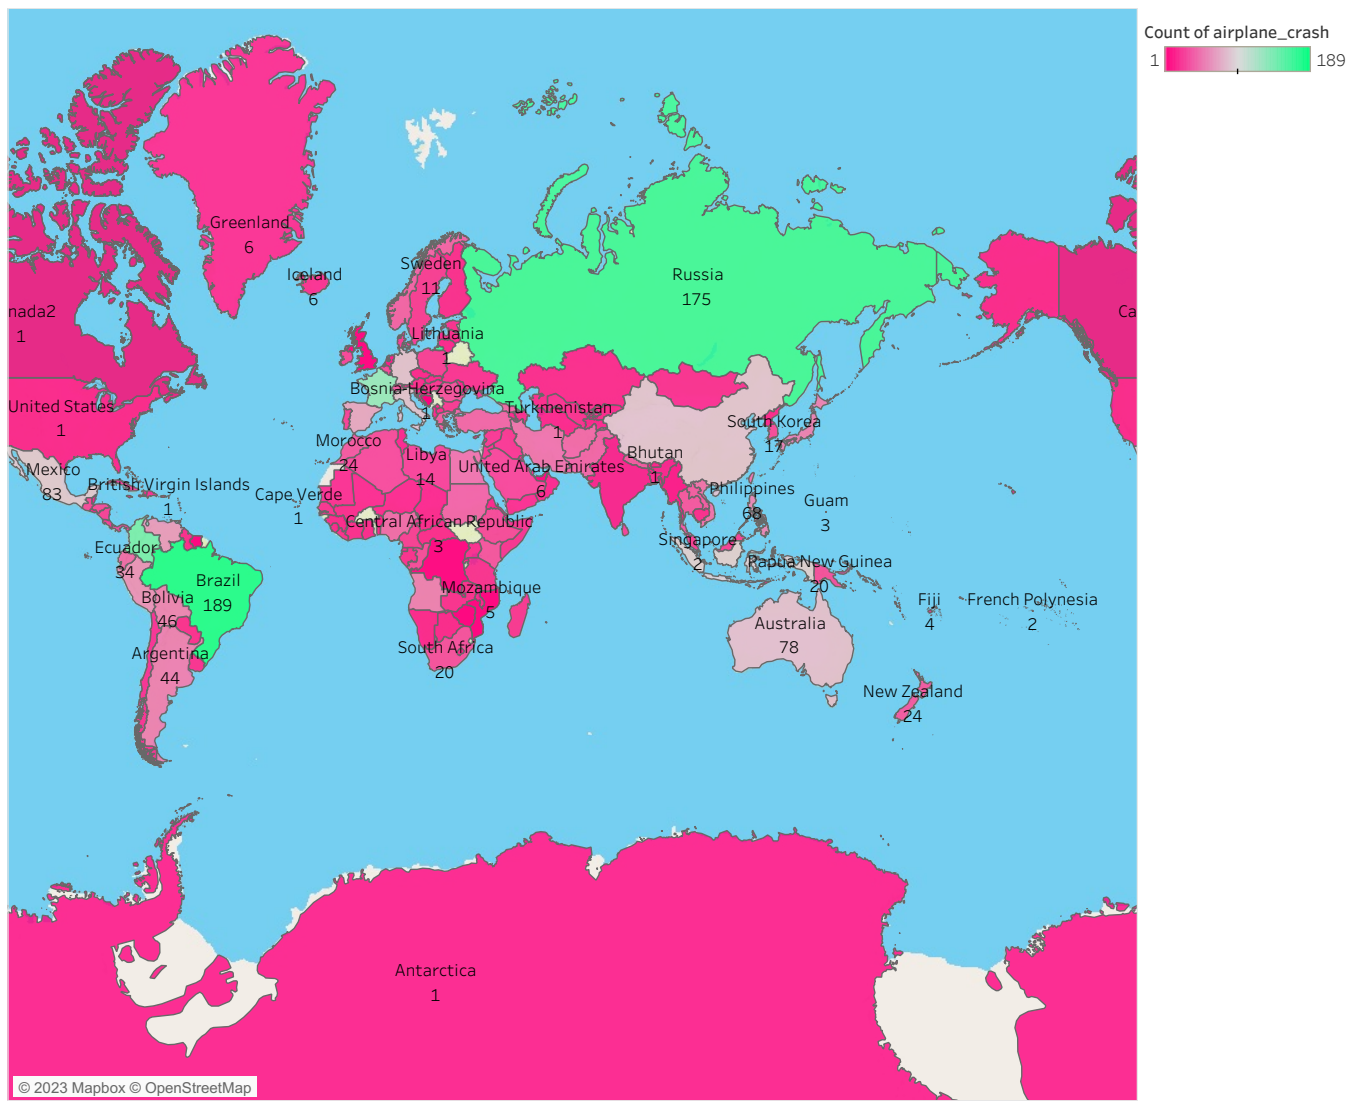 Count of airplane_crash
1 189
Greenland
6
Iceland
6
Sweden
11
Russia
175
nada2
1
Ca
Lithuania
1
Bosnia-Herzegovina
1
United States
1
Turkmenistan
1
South Korea
17
Morocco
24
Libya
14
Bhutan
1
United Arab Emirates
6
Mexico
83
British Virgin Islands
1
Cape Verde
1
Philippines
68
Guam
3
Central African Republic
3
Singapore
2
Ecuador
34
Papua New Guinea
20
Brazil
189
Mozambique
5
Bolivia
46
Fiji
4
French Polynesia
2
Australia
78
South Africa
20
Argentina
44
New Zealand
24
Antarctica
1
© 2023 Mapbox © OpenStreetMap